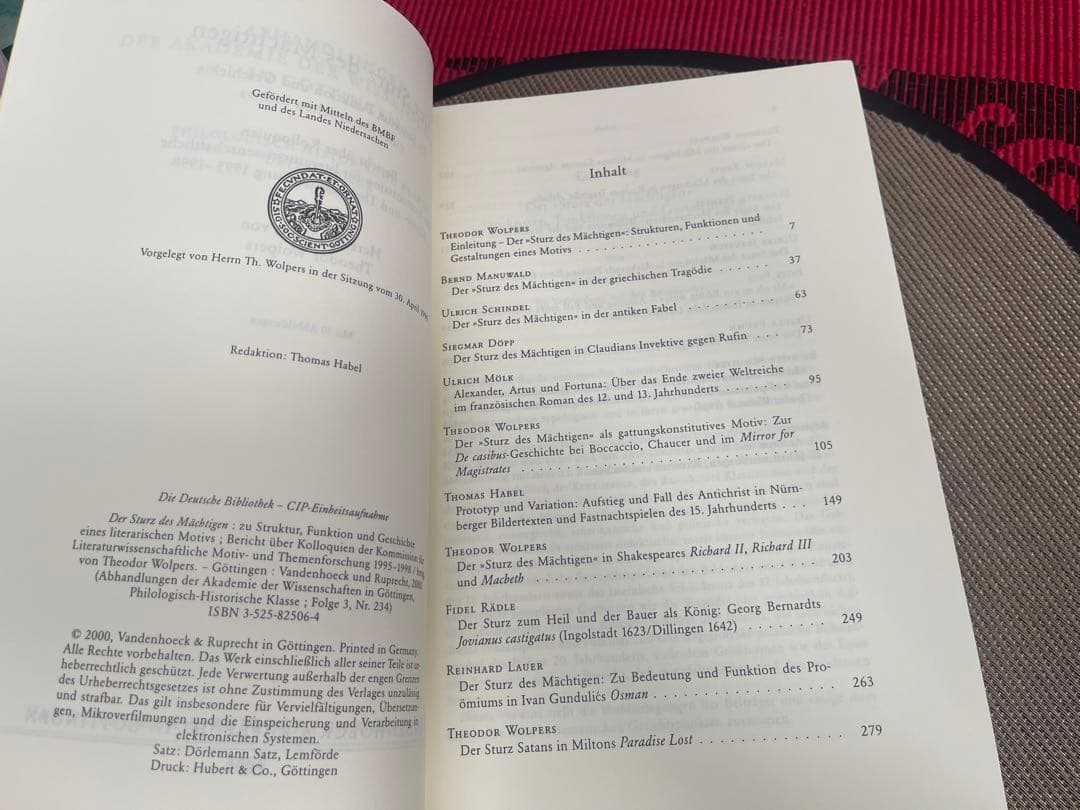 Gefördert mit Mitteln des BMBF
und des Landes Niedersachen
FECVNDAT·ET·ORNAT
SOC·SCIENT·GOTTING
Vorgelegt von Herrn Th. Wolpers in der Sitzung vom 30. April
Redaktion: Thomas Habel
Die Deutsche Bibliothek – CIP-Einheitsaufnahme
Der Sturz des Mächtigen : zu Struktur, Funktion und Geschichte
eines literarischen Motivs ; Bericht über Kolloquien der Kommission für
Literaturwissenschaftliche Motiv- und Themenforschung 1995–1998 /
von Theodor Wolpers. – Göttingen : Vandenhoeck und Ruprecht, 2000
(Abhandlungen der Akademie der Wissenschaften in Göttingen,
Philologisch-Historische Klasse ; Folge 3, Nr. 234)
ISBN 3-525-82506-4
© 2000, Vandenhoeck & Ruprecht in Göttingen. Printed in Germany.
Alle Rechte vorbehalten. Das Werk einschließlich aller seiner Teile ist ur-
heberrechtlich geschützt. Jede Verwertung außerhalb der engen Grenzen
des Urheberrechtsgesetzes ist ohne Zustimmung des Verlages unzulässig
und strafbar. Das gilt insbesondere für Vervielfältigungen, Übersetzun-
gen, Mikroverfilmungen und die Einspeicherung und Verarbeitung in
elektronischen Systemen.
Satz: Dörlemann Satz, Lemförde
Druck: Hubert & Co., Göttingen
Inhalt
THEODOR WOLPERS
Einleitung – Der »Sturz des Mächtigen«: Strukturen, Funktionen und
Gestaltungen eines Motivs . . . . . . . . . . . . . . . . . . 7
BERND MANUWALD
Der »Sturz des Mächtigen« in der griechischen Tragödie . . . . . . 37
ULRICH SCHINDEL
Der »Sturz des Mächtigen« in der antiken Fabel . . . . . . . . . . 63
SIEGMAR DÖPP
Der Sturz des Mächtigen in Claudians Invektive gegen Rufin . . . 73
ULRICH MÖLK
Alexander, Artus und Fortuna: Über das Ende zweier Weltreiche
im französischen Roman des 12. und 13. Jahrhunderts . . . . . . . 95
THEODOR WOLPERS
Der »Sturz des Mächtigen« als gattungskonstitutives Motiv: Zur
De casibus-Geschichte bei Boccaccio, Chaucer und im Mirror for
Magistrates . . . . . . . . . . . . . . . . . . . . . . . . . . 105
THOMAS HABEL
Prototyp und Variation: Aufstieg und Fall des Antichrist in Nürn-
berger Bildertexten und Fastnachtspielen des 15. Jahrhunderts . . . 149
THEODOR WOLPERS
Der »Sturz des Mächtigen« in Shakespeares Richard II, Richard III
und Macbeth . . . . . . . . . . . . . . . . . . . . . . . . . . 203
FIDEL RÄDLE
Der Sturz zum Heil und der Bauer als König: Georg Bernardts
Jovianus castigatus (Ingolstadt 1623/Dillingen 1642) . . . . . . . . 249
REINHARD LAUER
Der Sturz des Mächtigen: Zu Bedeutung und Funktion des Pro-
ömiums in Ivan Gundulićs Osman . . . . . . . . . . . . . . . . . 263
THEODOR WOLPERS
Der Sturz Satans in Miltons Paradise Lost . . . . . . . . . . . . . 279